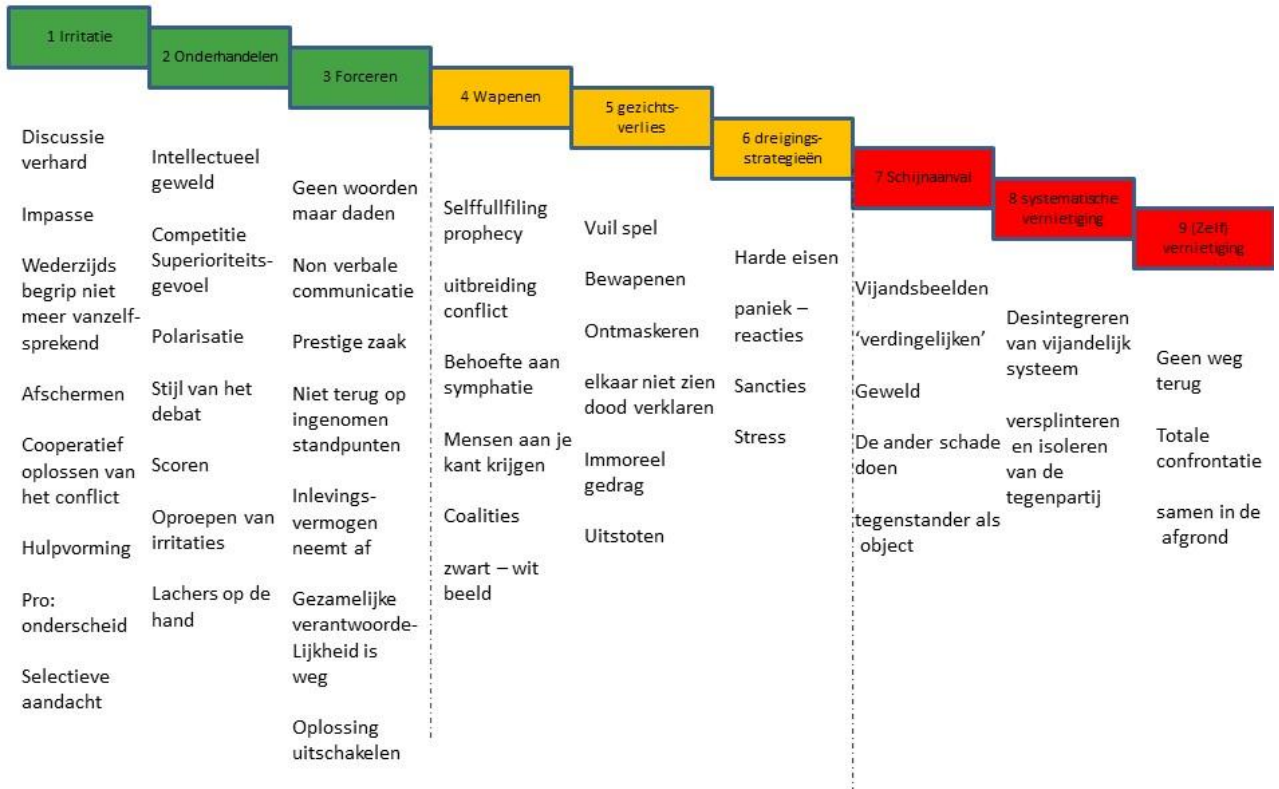 1 Irritatie
Discussie
verhard
Impasse
Wederzijds
begrip niet
meer vanzelf-
sprekend
Afschermen
Cooperatief
oplossen van
het conflict
Hulpvorming
Pro:
onderscheid
Selectieve
aandacht
2 Onderhandelen
Intellectueel
geweld
Competitie
Superioriteits-
gevoel
Polarisatie
Stijl van het
debat
Scoren
Oproepen van
irritaties
Lachers op de
hand
3 Forceren
Geen woorden
maar daden
Non verbale
communicatie
Prestige zaak
Niet terug op
ingenomen
standpunten
Inlevings-
vermogen
neemt af
Gezamelijke
verantwoorde-
Lijkheid is
weg
Oplossing
uitschakelen
4 Wapenen
Selffullfiling
prophecy
uitbreiding
conflict
Behoefte aan
symphatie
Mensen aan je
kant krijgen
Coalities
zwart – wit
beeld
5 gezichts-
verlies
Vuil spel
Bewapenen
Ontmaskeren
elkaar niet zien
dood verklaren
Immoreel
gedrag
Uitstoten
6 dreigings-
strategieën
Harde eisen
paniek –
reacties
Sancties
Stress
7 Schijnaanval
Vijandsbeelden
‘verdingelijken’
Geweld
De ander schade
doen
tegenstander als
object
8 systematische
vernietiging
Desintegreren
van vijandelijk
systeem
versplinteren
en isoleren
van de
tegenpartij
9 (Zelf)
vernietiging
Geen weg
terug
Totale
confrontatie
samen in de
afgrond